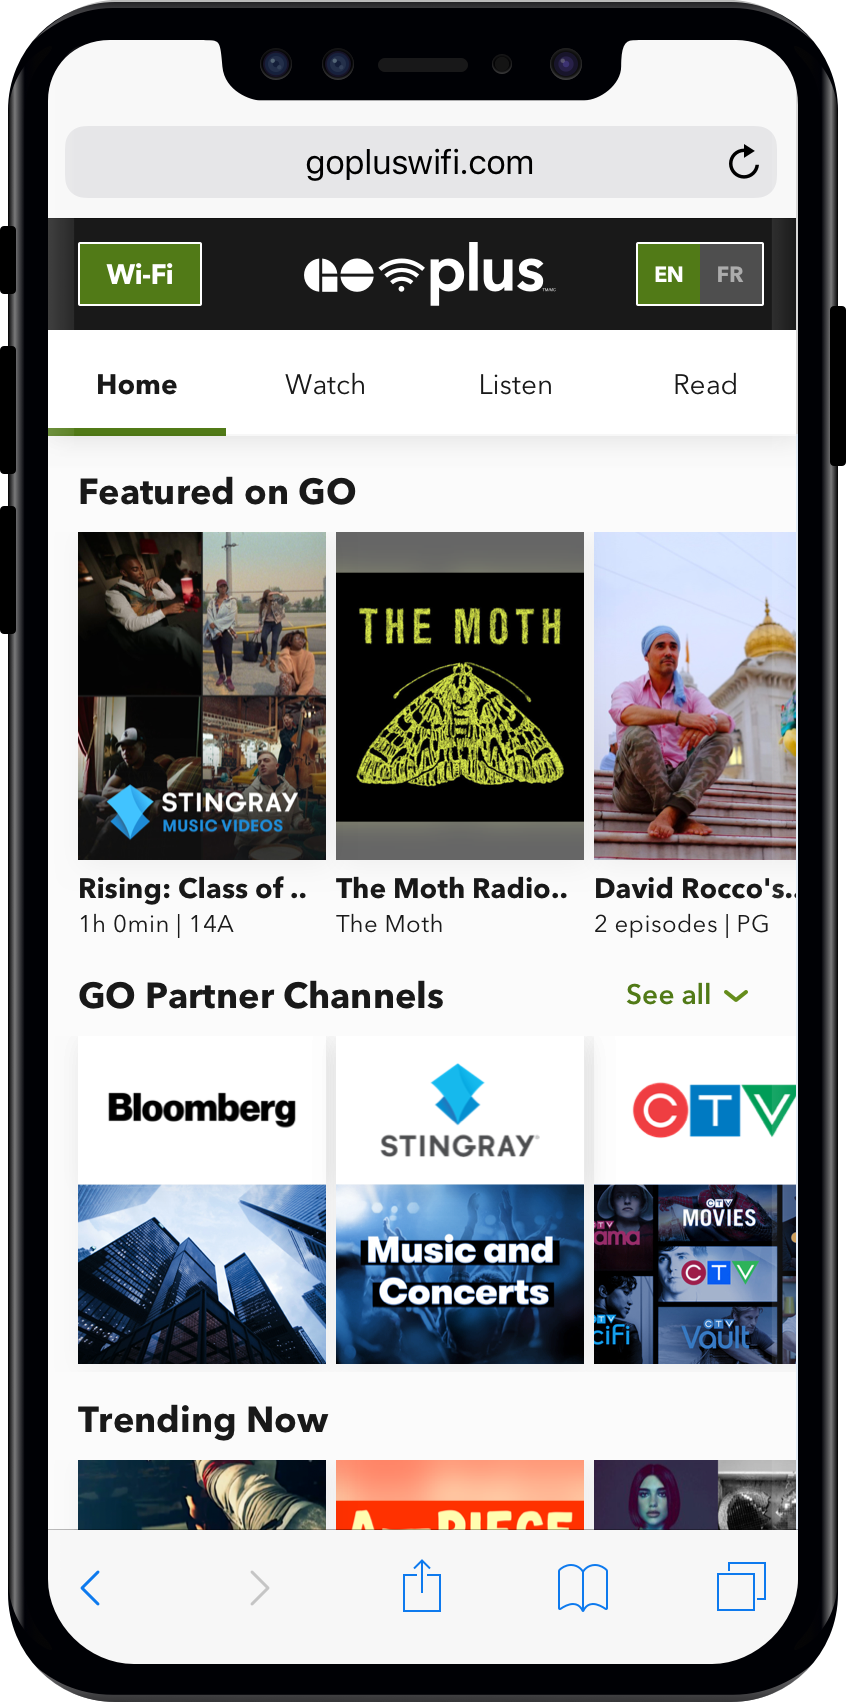 gopluswifi.com
Wi-Fi
GO plus
EN FR
Home Watch Listen Read
Featured on GO
STINGRAY
MUSIC VIDEOS
THE MOTH
Rising: Class of ..
1h 0min | 14A
The Moth Radio..
The Moth
David Rocco's..
2 episodes | PG
GO Partner Channels
See all
Bloomberg
STINGRAY
Music and
Concerts
CTV
CTV
MOVIES
TV
ama
CTV
TV
ciFi
CTV
Vault
Trending Now
A PIECE